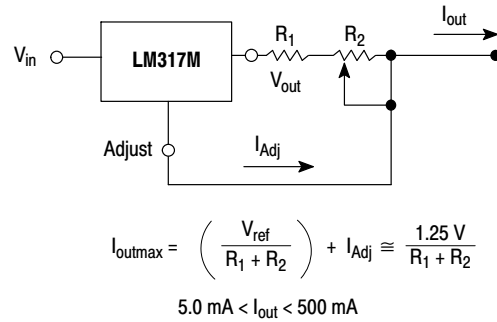 I_out
R_1 R_2
V_in LM317M
V_out
Adjust I_Adj
I_outmax = ( V_ref / R_1 + R_2 ) + I_Adj ≅ 1.25 V / R_1 + R_2
5.0 mA < I_out < 500 mA